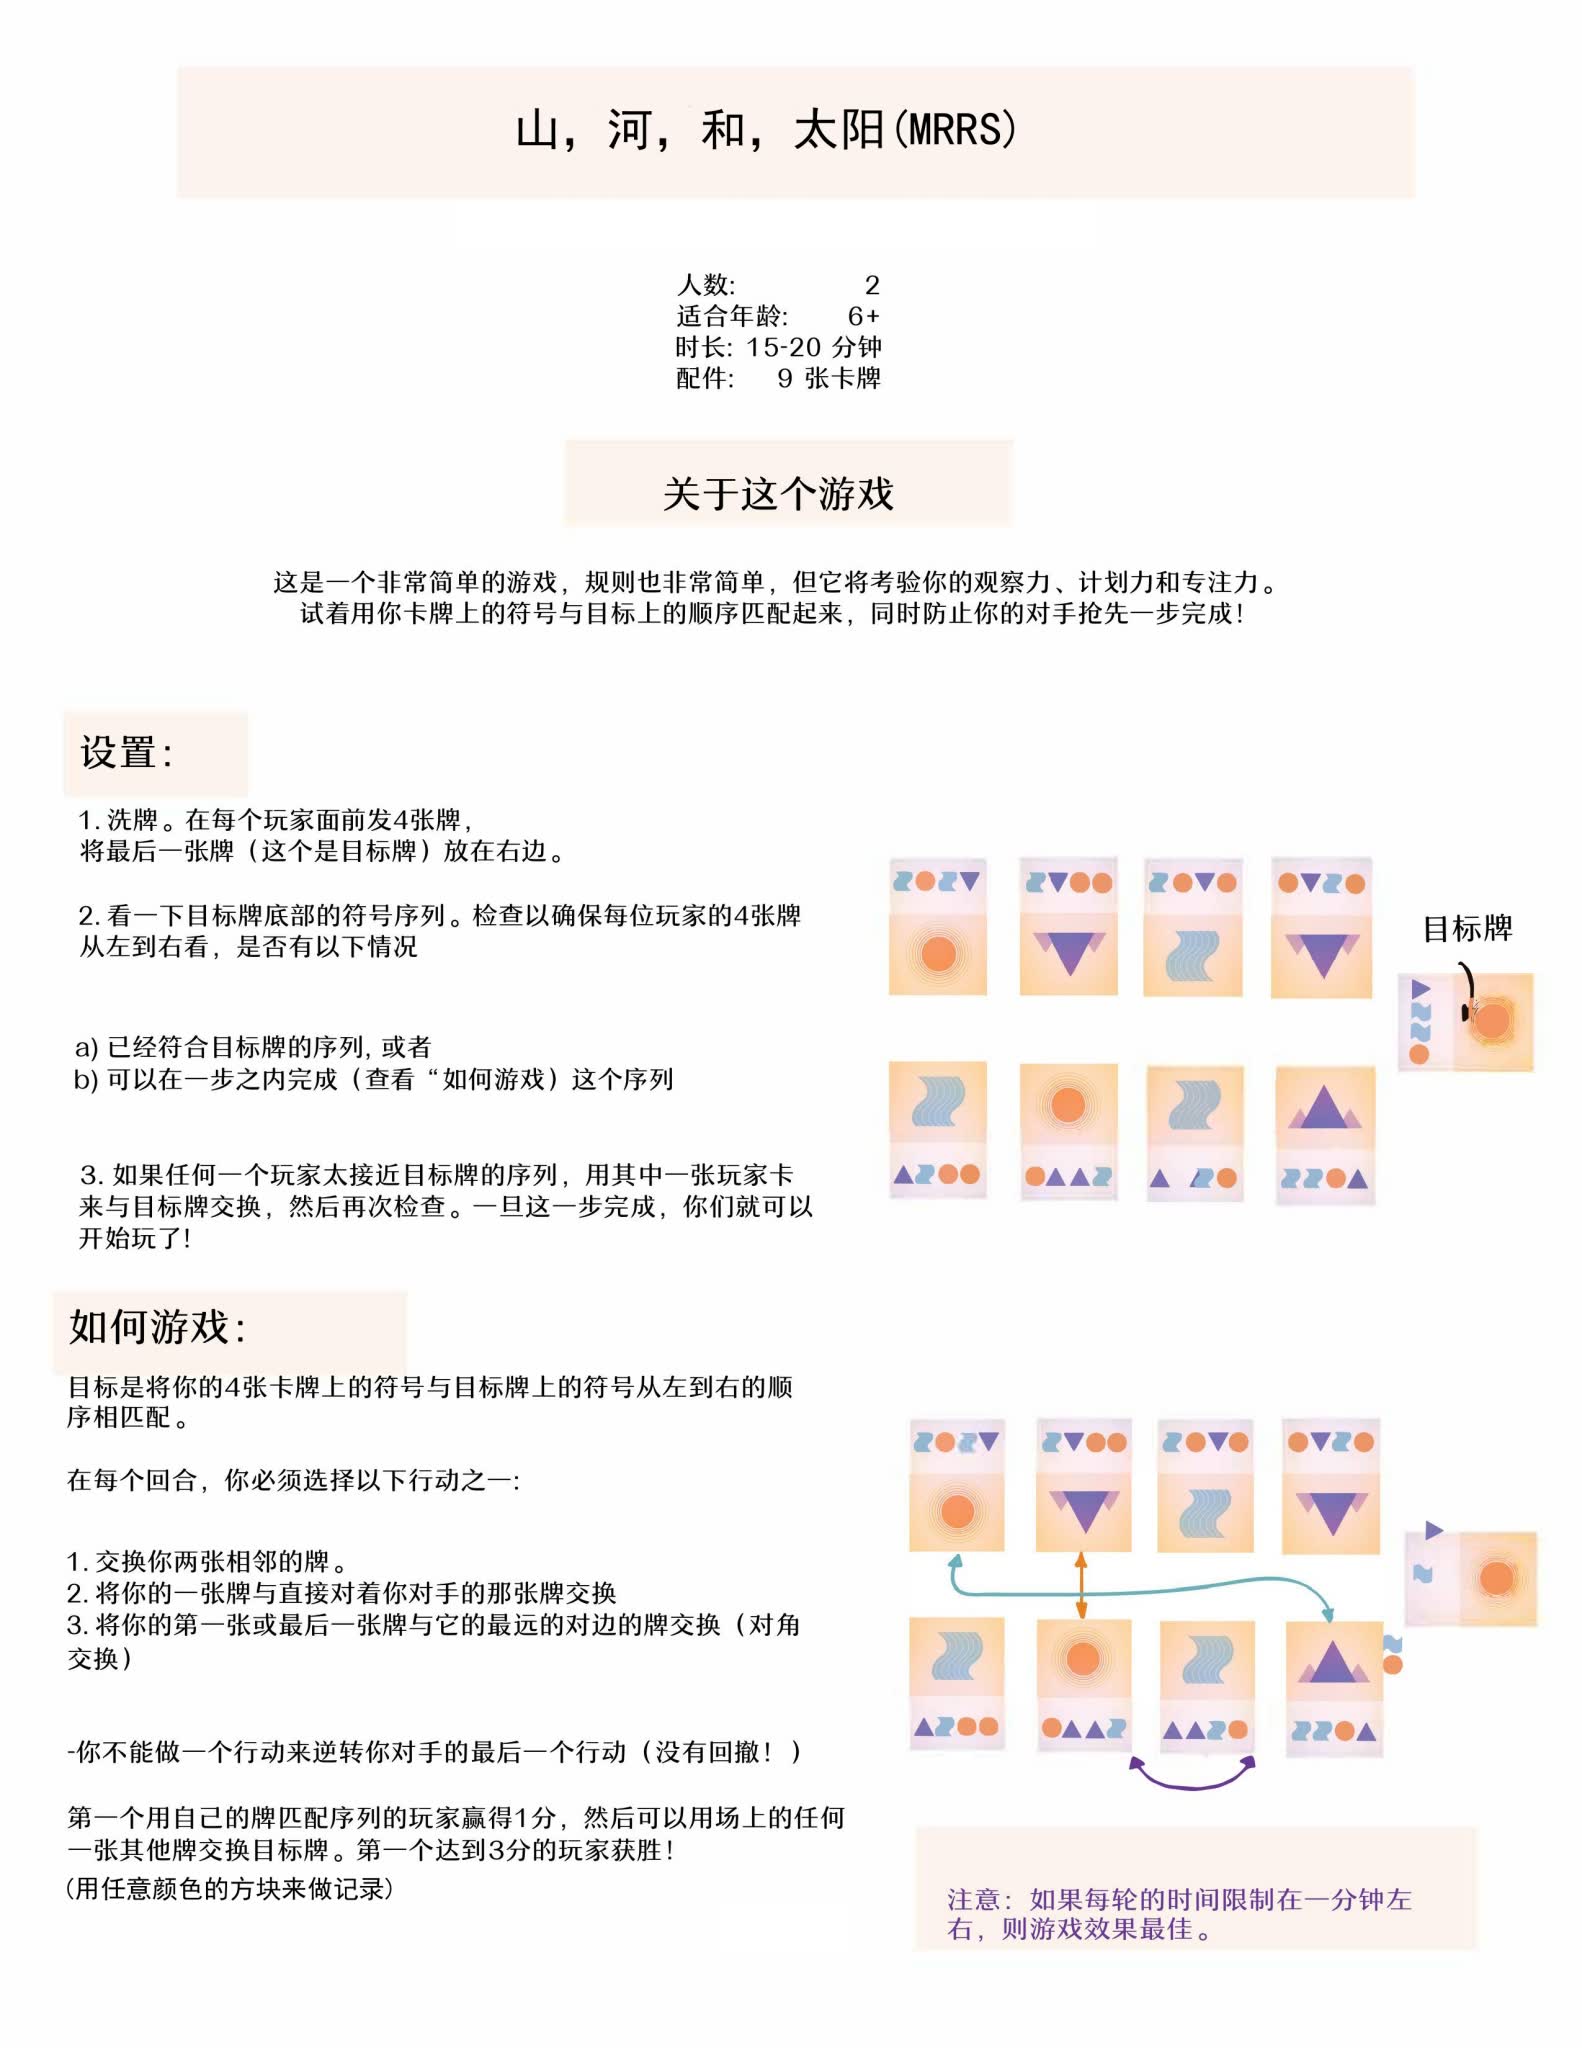 山，河，和，太阳(MRRS)
人数: 2
适合年龄: 6+
时长: 15-20 分钟
配件: 9 张卡牌
关于这个游戏
这是一个非常简单的游戏，规则也非常简单，但它将考验你的观察力、计划力和专注力。
试着用你卡牌上的符号与目标上的顺序匹配起来，同时防止你的对手抢先一步完成！
设置：
1. 洗牌。在每个玩家面前发4张牌，
将最后一张牌（这个是目标牌）放在右边。
2. 看一下目标牌底部的符号序列。检查以确保每位玩家的4张牌
从左到右看，是否有以下情况
a) 已经符合目标牌的序列, 或者
b) 可以在一步之内完成（查看“如何游戏）这个序列
3. 如果任何一个玩家太接近目标牌的序列，用其中一张玩家卡
来与目标牌交换，然后再次检查。一旦这一步完成，你们就可以
开始玩了!
目标牌
如何游戏：
目标是将你的4张卡牌上的符号与目标牌上的符号从左到右的顺
序相匹配。
在每个回合，你必须选择以下行动之一:
1. 交换你两张相邻的牌。
2. 将你的一张牌与直接对着你对手的那张牌交换
3. 将你的第一张或最后一张牌与它的最远的对边的牌交换（对角
交换）
-你不能做一个行动来逆转你对手的最后一个行动（没有回撤！）
第一个用自己的牌匹配序列的玩家赢得1分，然后可以用场上的任何
一张其他牌交换目标牌。第一个达到3分的玩家获胜！
(用任意颜色的方块来做记录)
注意：如果每轮的时间限制在一分钟左
右，则游戏效果最佳。